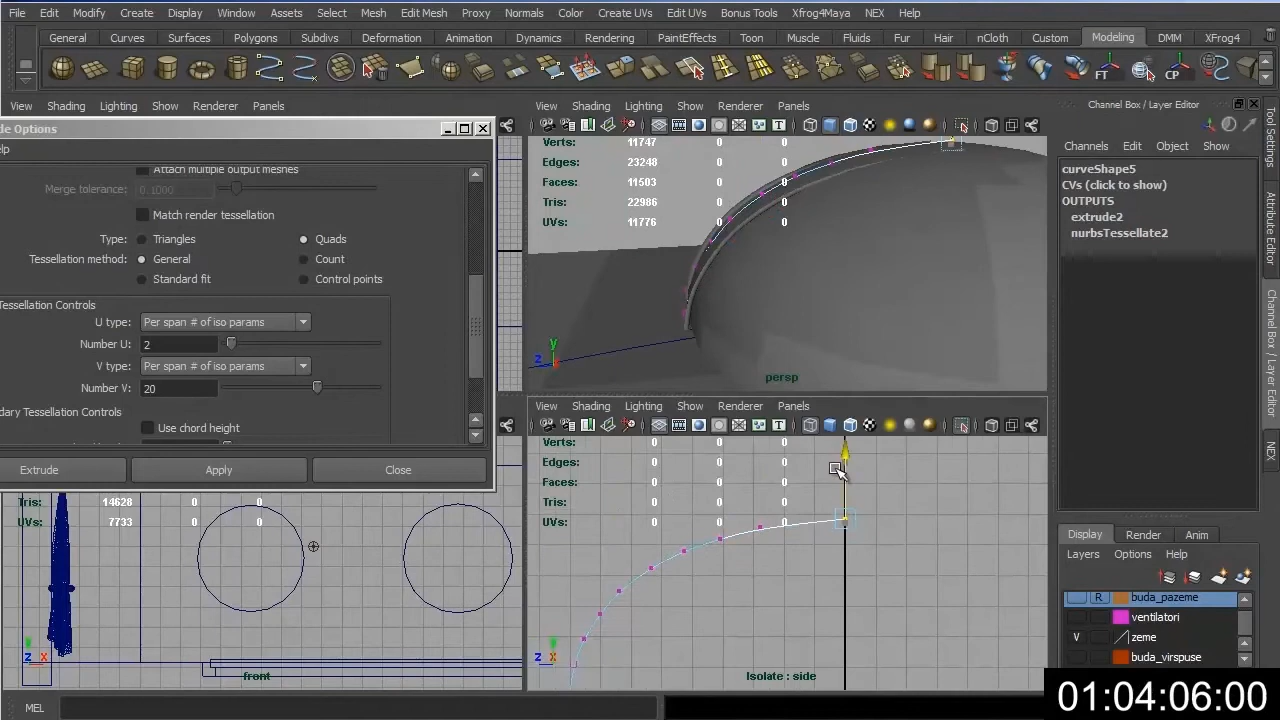 File Edit Modify Create Display Window Assets Select Mesh Edit Mesh Proxy Normals Color Create UVs Edit UVs Bonus Tools Xfrog4Maya NEX Help
General Curves Surfaces Polygons Subdivs Deformation Animation Dynamics Rendering PaintEffects Toon Muscle Fluids Fur Hair nCloth Custom Modeling DMM XFrog4
FT CP
View Shading Lighting Show Renderer Panels
View Shading Lighting Show Renderer Panels
Channel Box / Layer Editor
de Options
elp
Attach multiple output meshes
Merge tolerance: 0.1000
Match render tessellation
Type: Triangles Quads
Tessellation method: General Count
Standard fit Control points
Tessellation Controls
U type: Per span # of iso params
Number U: 2
V type: Per span # of iso params
Number V: 20
dary Tessellation Controls
Use chord height
Extrude Apply Close
Verts: 11747 0 0
Edges: 23248 0 0
Faces: 11503 0 0
Tris: 22986 0 0
UVs: 11776 0 0
y
z
persp
Channels Edit Object Show
curveShape5
CVs (click to show)
OUTPUTS
extrude2
nurbsTessellate2
Tool Settings
Attribute Editor
Channel Box / Layer Editor
NEX
View Shading Lighting Show Renderer Panels
Verts: 0 0 0
Edges: 0 0 0
Faces: 0 0 0
Tris: 0 0 0
UVs: 0 0 0
Tris: 14628 0 0
UVs: 7733 0 0
y
z x
front
y
z x
Isolate : side
Display Render Anim
Layers Options Help
R buda_pazeme
ventilatori
V zeme
buda_virspuse
MEL
01:04:06:00